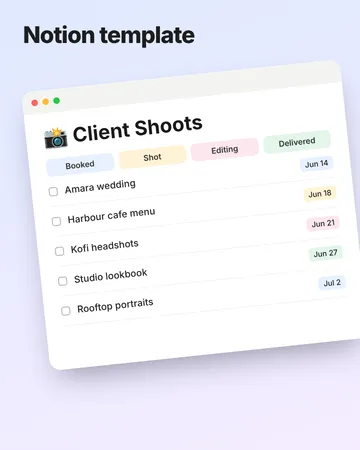 Notion template
Client Shoots
Booked Shot Editing Delivered
Amara wedding Jun 14
Harbour cafe menu Jun 18
Kofi headshots Jun 21
Studio lookbook Jun 27
Rooftop portraits Jul 2